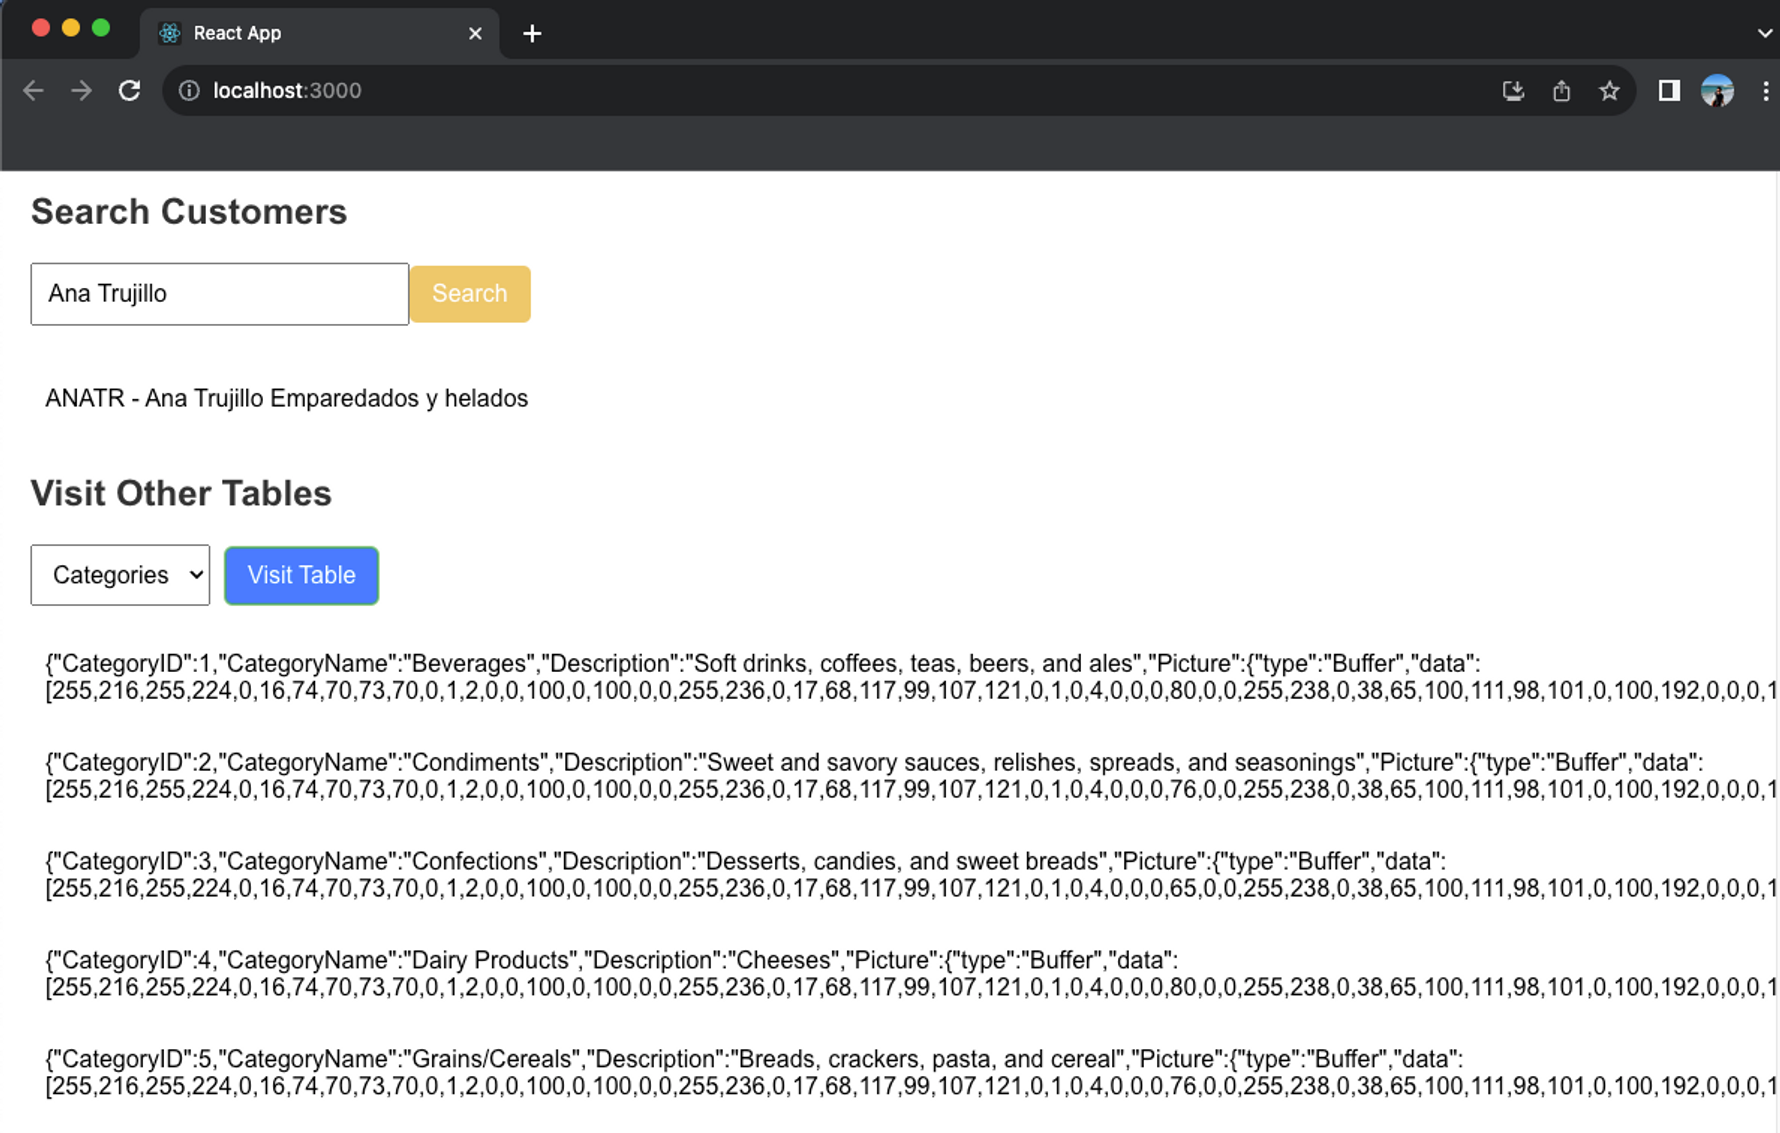 React App
localhost:3000
Search Customers
Ana Trujillo Search
ANATR - Ana Trujillo Emparedados y helados
Visit Other Tables
Categories Visit Table
{"CategoryID":1,"CategoryName":"Beverages","Description":"Soft drinks, coffees, teas, beers, and ales","Picture":{"type":"Buffer","data":
[255,216,255,224,0,16,74,70,73,70,0,1,2,0,0,100,0,100,0,0,255,236,0,17,68,117,99,107,121,0,1,0,4,0,0,0,80,0,0,255,238,0,38,65,100,111,98,101,0,100,192,0,0,0,1
{"CategoryID":2,"CategoryName":"Condiments","Description":"Sweet and savory sauces, relishes, spreads, and seasonings","Picture":{"type":"Buffer","data":
[255,216,255,224,0,16,74,70,73,70,0,1,2,0,0,100,0,100,0,0,255,236,0,17,68,117,99,107,121,0,1,0,4,0,0,0,76,0,0,255,238,0,38,65,100,111,98,101,0,100,192,0,0,0,1
{"CategoryID":3,"CategoryName":"Confections","Description":"Desserts, candies, and sweet breads","Picture":{"type":"Buffer","data":
[255,216,255,224,0,16,74,70,73,70,0,1,2,0,0,100,0,100,0,0,255,236,0,17,68,117,99,107,121,0,1,0,4,0,0,0,65,0,0,255,238,0,38,65,100,111,98,101,0,100,192,0,0,0,1
{"CategoryID":4,"CategoryName":"Dairy Products","Description":"Cheeses","Picture":{"type":"Buffer","data":
[255,216,255,224,0,16,74,70,73,70,0,1,2,0,0,100,0,100,0,0,255,236,0,17,68,117,99,107,121,0,1,0,4,0,0,0,80,0,0,255,238,0,38,65,100,111,98,101,0,100,192,0,0,0,1
{"CategoryID":5,"CategoryName":"Grains/Cereals","Description":"Breads, crackers, pasta, and cereal","Picture":{"type":"Buffer","data":
[255,216,255,224,0,16,74,70,73,70,0,1,2,0,0,100,0,100,0,0,255,236,0,17,68,117,99,107,121,0,1,0,4,0,0,0,76,0,0,255,238,0,38,65,100,111,98,101,0,100,192,0,0,0,1